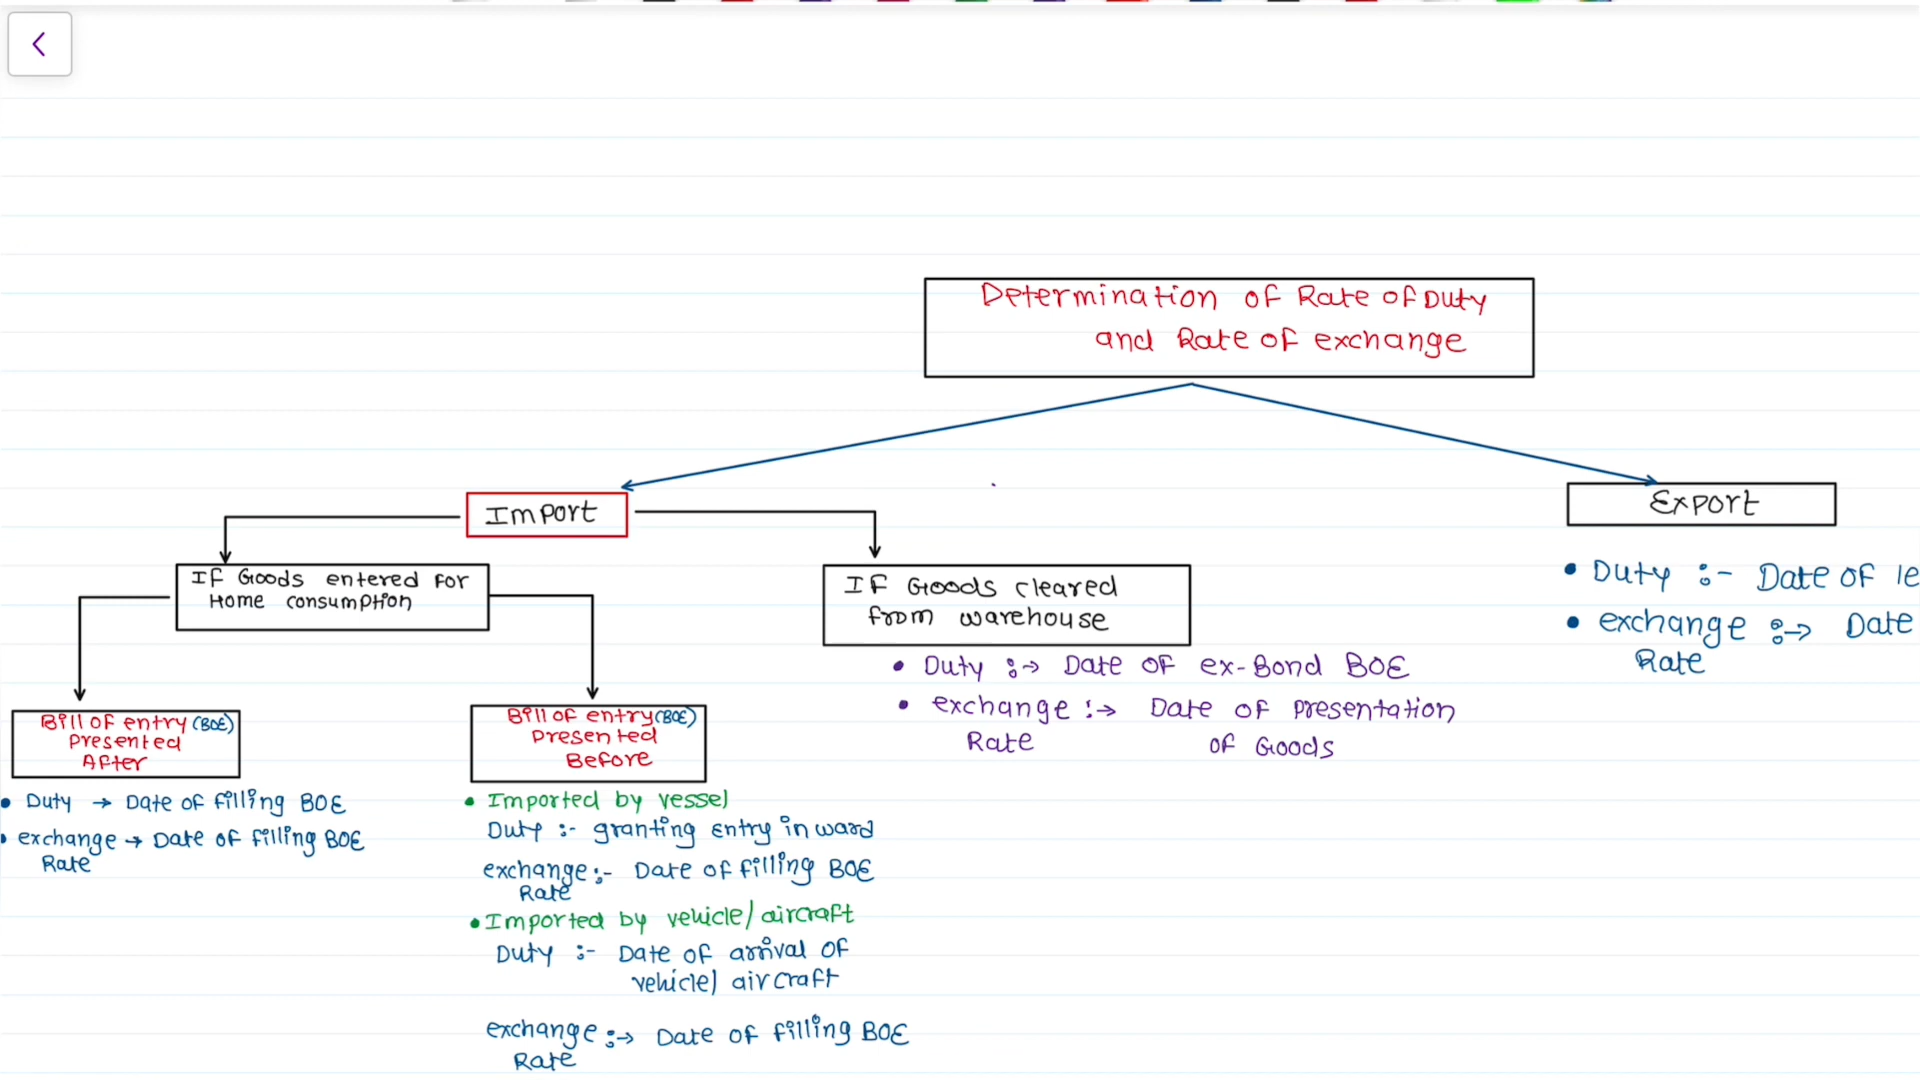 Determination of Rate of Duty
and Rate of exchange
Import
Export
If Goods entered for
Home consumption
If Goods cleared
from warehouse
• Duty :- Date of le
• exchange :→ Date
Rate
• Duty :→ Date of ex-Bond BOE
• exchange :→ Date of Presentation
Rate of Goods
Bill of entry (BOE)
Presented
After
• Duty → Date of filling BOE
• exchange → Date of filling BOE
Rate
Bill of entry (BOE)
Presented
Before
• Imported by vessel
Duty :- granting entry in ward
exchange :- Date of filling BOE
Rate
• Imported by vehicle/aircraft
Duty :- Date of arrival of
vehicle/aircraft
exchange :→ Date of filling BOE
Rate